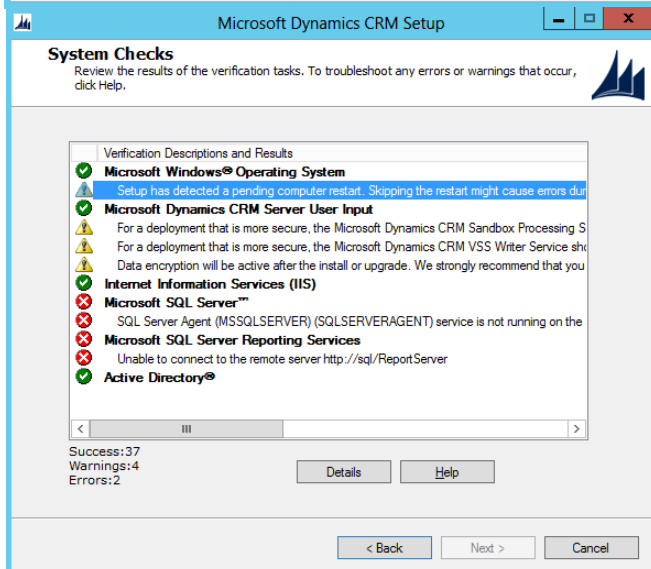 Microsoft Dynamics CRM Setup
System Checks
Review the results of the verification tasks. To troubleshoot any errors or warnings that occur,
click Help.
Verification Descriptions and Results
Microsoft Windows® Operating System
Setup has detected a pending computer restart. Skipping the restart might cause errors dur
Microsoft Dynamics CRM Server User Input
For a deployment that is more secure, the Microsoft Dynamics CRM Sandbox Processing S
For a deployment that is more secure, the Microsoft Dynamics CRM VSS Writer Service sho
Data encryption will be active after the install or upgrade. We strongly recommend that you
Internet Information Services (IIS)
Microsoft SQL Server™
SQL Server Agent (MSSQLSERVER) (SQLSERVERAGENT) service is not running on the
Microsoft SQL Server Reporting Services
Unable to connect to the remote server http://sql/ReportServer
Active Directory®
Success:37
Warnings:4
Errors:2
Details Help
< Back Next > Cancel